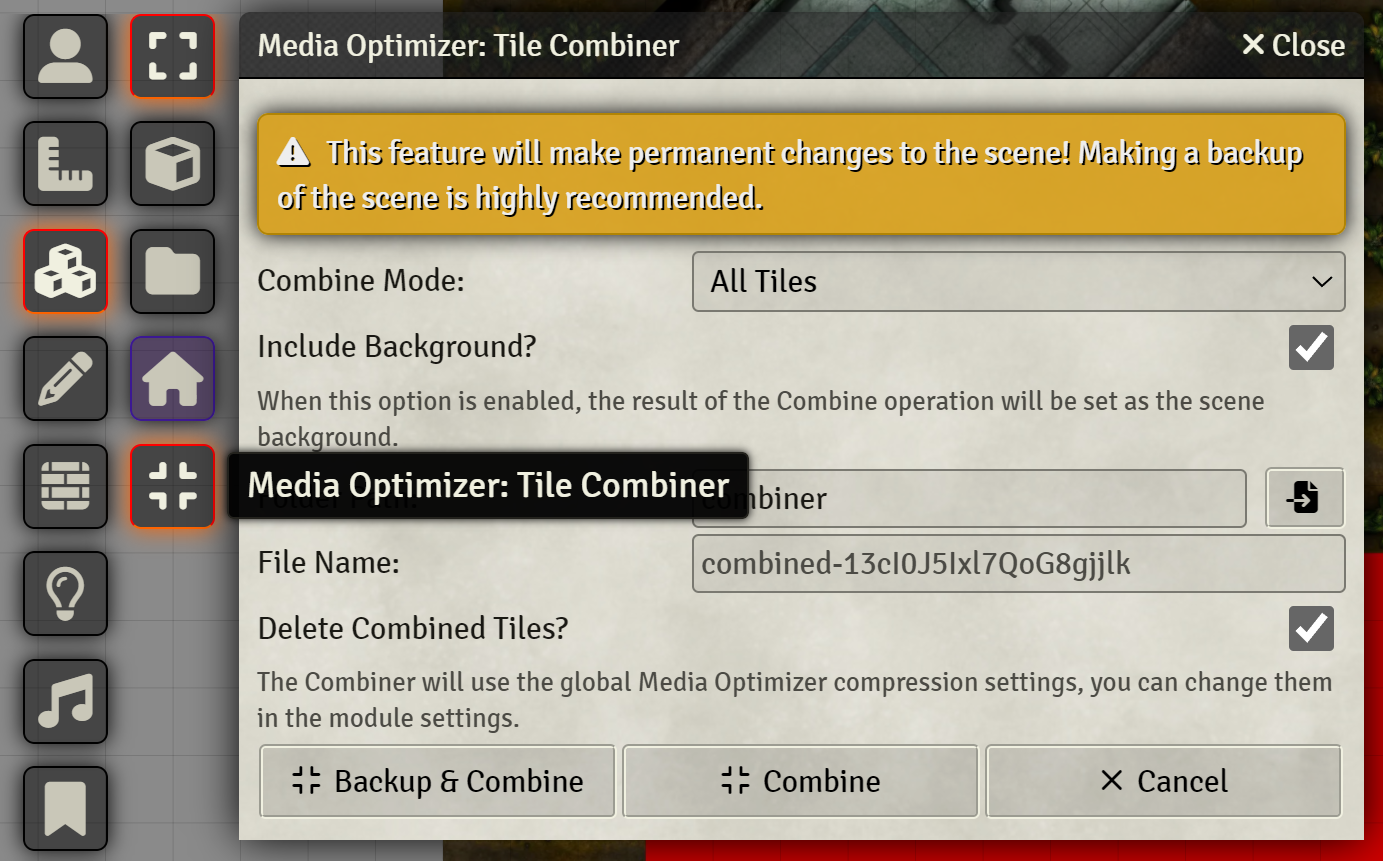 Media Optimizer: Tile Combiner
Close
This feature will make permanent changes to the scene! Making a backup
of the scene is highly recommended.
Combine Mode:
All Tiles
Include Background?
When this option is enabled, the result of the Combine operation will be set as the scene
background.
Media Optimizer: Tile Combiner
Folder Path:
combiner
File Name:
combined-13cI0J5Ixl7QoG8gjjlk
Delete Combined Tiles?
The Combiner will use the global Media Optimizer compression settings, you can change them
in the module settings.
Backup & Combine
Combine
Cancel